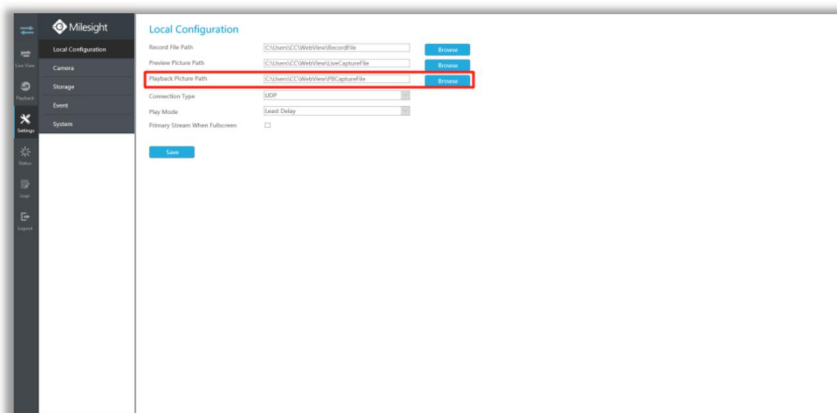 Milesight
Live View
Playback
Settings
Status
Logs
Logout
Local Configuration
Camera
Storage
Event
System
Local Configuration
Record File Path C:\Users\CC\WebView\RecordFile Browse
Preview Picture Path C:\Users\CC\WebView\LiveCaptureFile Browse
Playback Picture Path C:\Users\CC\WebView\PBCaptureFile Browse
Connection Type UDP
Play Mode Least Delay
Primary Stream When Fullscreen
Save